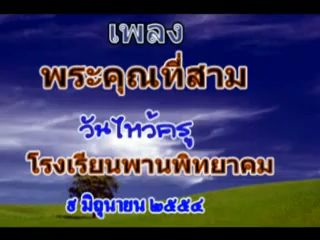 เพลง
พระคุณที่สาม
วันไหว้ครู
โรงเรียนพานพิทยาคม
๙ มิถุนายน ๒๕๕๔